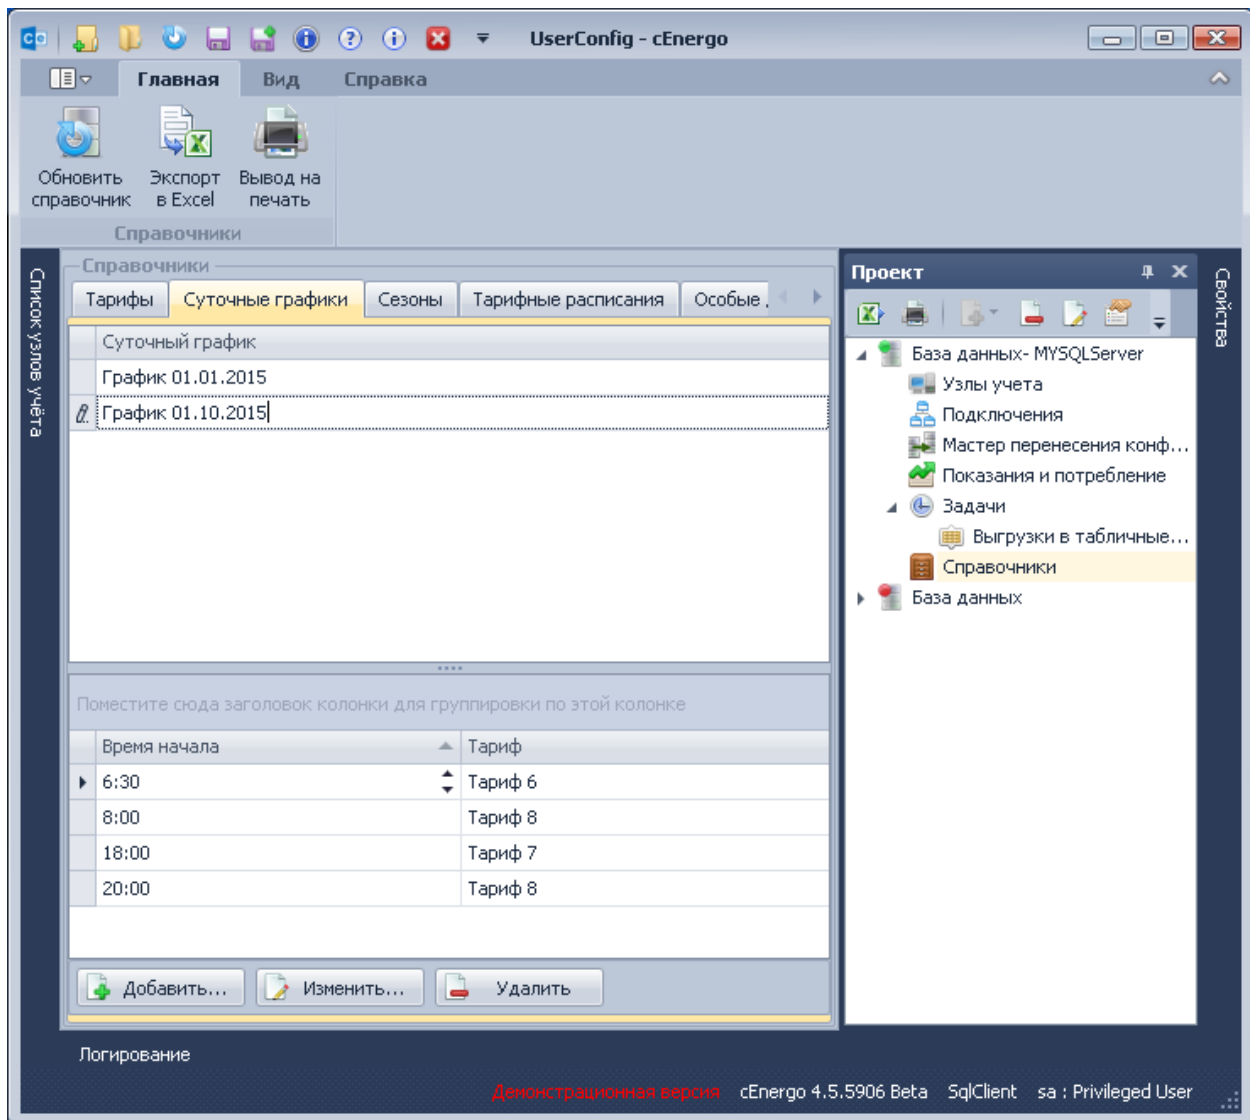 UserConfig - cEnergo
Главная Вид Справка
Обновить справочник
Экспорт в Excel
Вывод на печать
Справочники
Список узлов учёта
Справочники
Тарифы Суточные графики Сезоны Тарифные расписания Особые
Суточный график
График 01.01.2015
График 01.10.2015
Поместите сюда заголовок колонки для группировки по этой колонке
Время начала Тариф
6:30 Тариф 6
8:00 Тариф 8
18:00 Тариф 7
20:00 Тариф 8
Добавить... Изменить... Удалить
Проект
База данных- MYSQLServer
Узлы учета
Подключения
Мастер перенесения конф...
Показания и потребление
Задачи
Выгрузки в табличные...
Справочники
База данных
Свойства
Логирование
Демонстрационная версия cEnergo 4.5.5906 Beta SqlClient sa : Privileged User